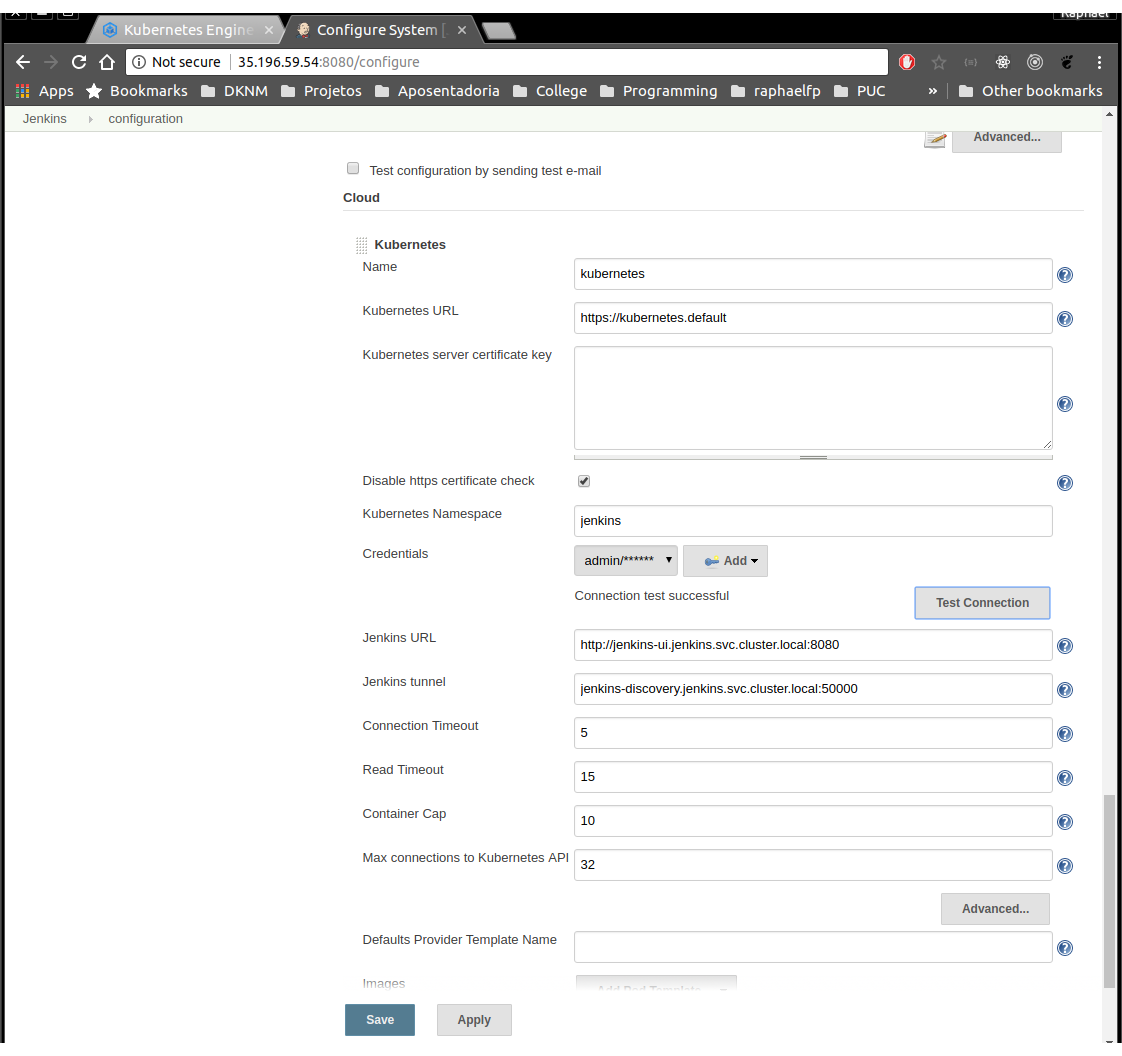 Raphael
Kubernetes Engine
Configure System [
Not secure 35.196.59.54:8080/configure
Apps Bookmarks DKNM Projetos Aposentadoria College Programming raphaelfp PUC » Other bookmarks
Jenkins configuration
Advanced...
Test configuration by sending test e-mail
Cloud
Kubernetes
Name kubernetes
Kubernetes URL https://kubernetes.default
Kubernetes server certificate key
Disable https certificate check
Kubernetes Namespace jenkins
Credentials admin/****** Add
Connection test successful Test Connection
Jenkins URL http://jenkins-ui.jenkins.svc.cluster.local:8080
Jenkins tunnel jenkins-discovery.jenkins.svc.cluster.local:50000
Connection Timeout 5
Read Timeout 15
Container Cap 10
Max connections to Kubernetes API 32
Advanced...
Defaults Provider Template Name
Images Add Pod Template
Save Apply